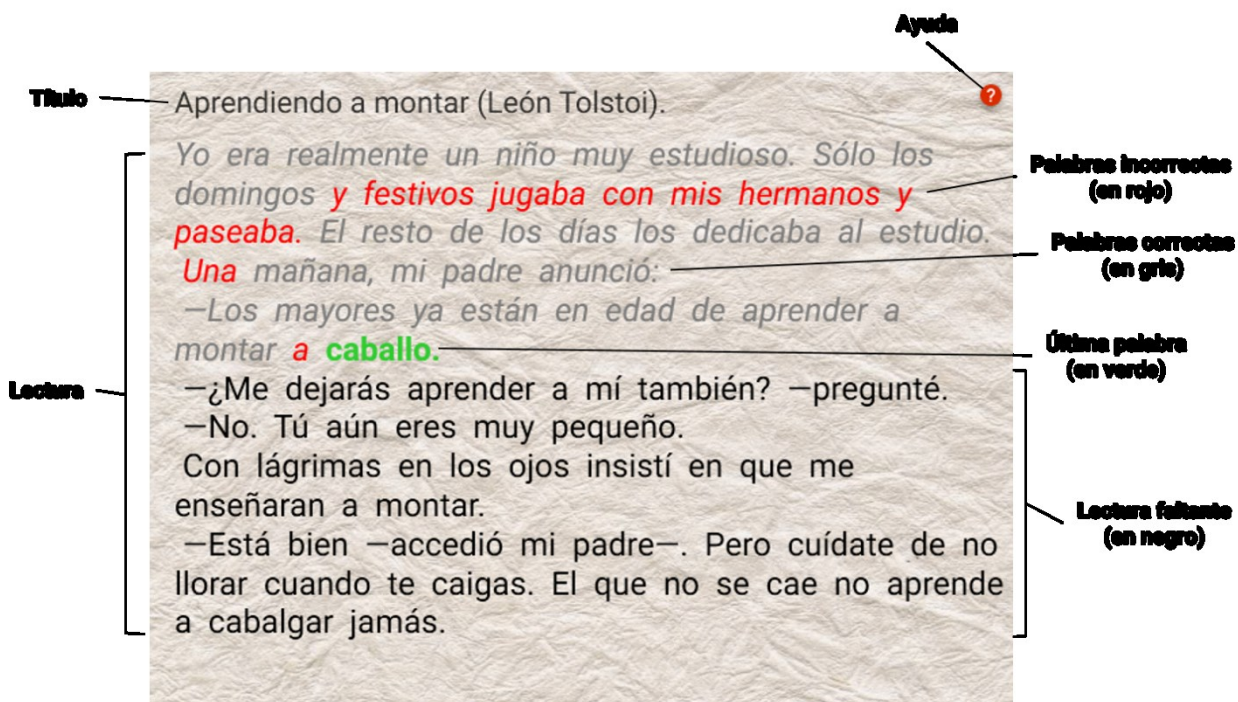 Ayuda
?
Título
Aprendiendo a montar (León Tolstoi).
Yo era realmente un niño muy estudioso. Sólo los
domingos y festivos jugaba con mis hermanos y
paseaba. El resto de los días los dedicaba al estudio.
Una mañana, mi padre anunció:
—Los mayores ya están en edad de aprender a
montar a caballo.
—¿Me dejarás aprender a mí también? —pregunté.
—No. Tú aún eres muy pequeño.
Con lágrimas en los ojos insistí en que me
enseñaran a montar.
—Está bien —accedió mi padre—. Pero cuídate de no
llorar cuando te caigas. El que no se cae no aprende
a cabalgar jamás.
Lectura
Palabras incorrectas
(en rojo)
Palabras correctas
(en gris)
Última palabra
(en verde)
Lectura faltante
(en negro)